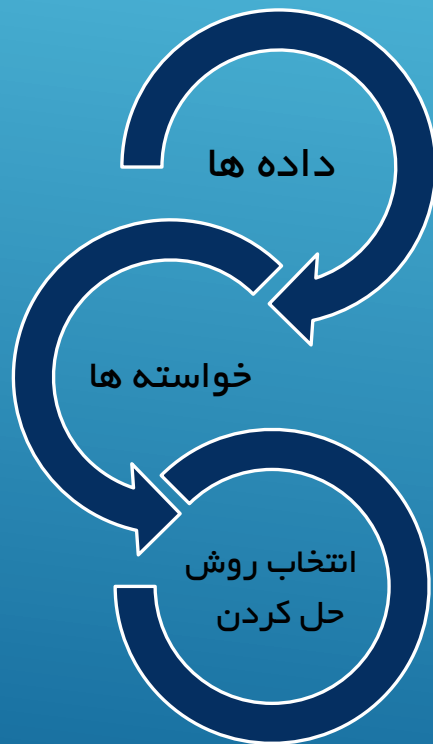 داده ها
خواسته ها
انتخاب روش
حل کردن